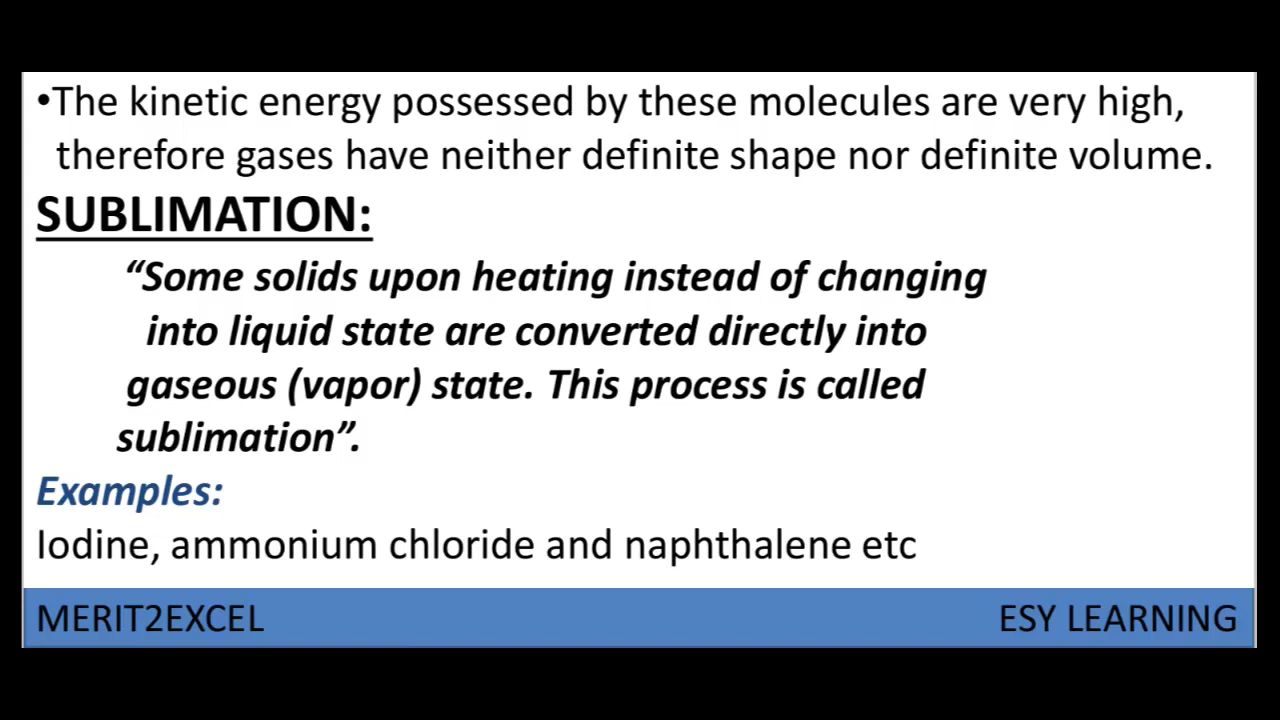 •The kinetic energy possessed by these molecules are very high,
therefore gases have neither definite shape nor definite volume.
SUBLIMATION:
“Some solids upon heating instead of changing
into liquid state are converted directly into
gaseous (vapor) state. This process is called
sublimation”.
Examples:
Iodine, ammonium chloride and naphthalene etc
MERIT2EXCEL
ESY LEARNING